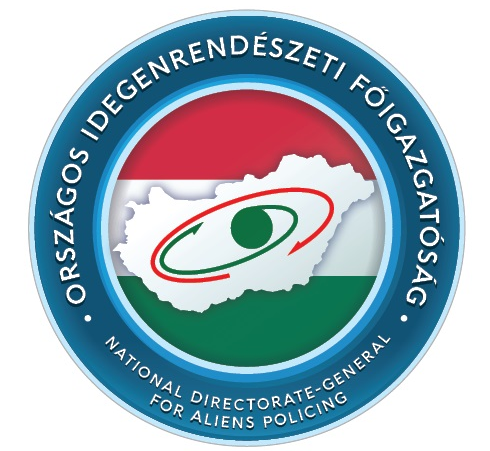 ORSZÁGOS IDEGENRENDÉSZETI FŐIGAZGATÓSÁG
NATIONAL DIRECTORATE-GENERAL
FOR ALIENS POLICING